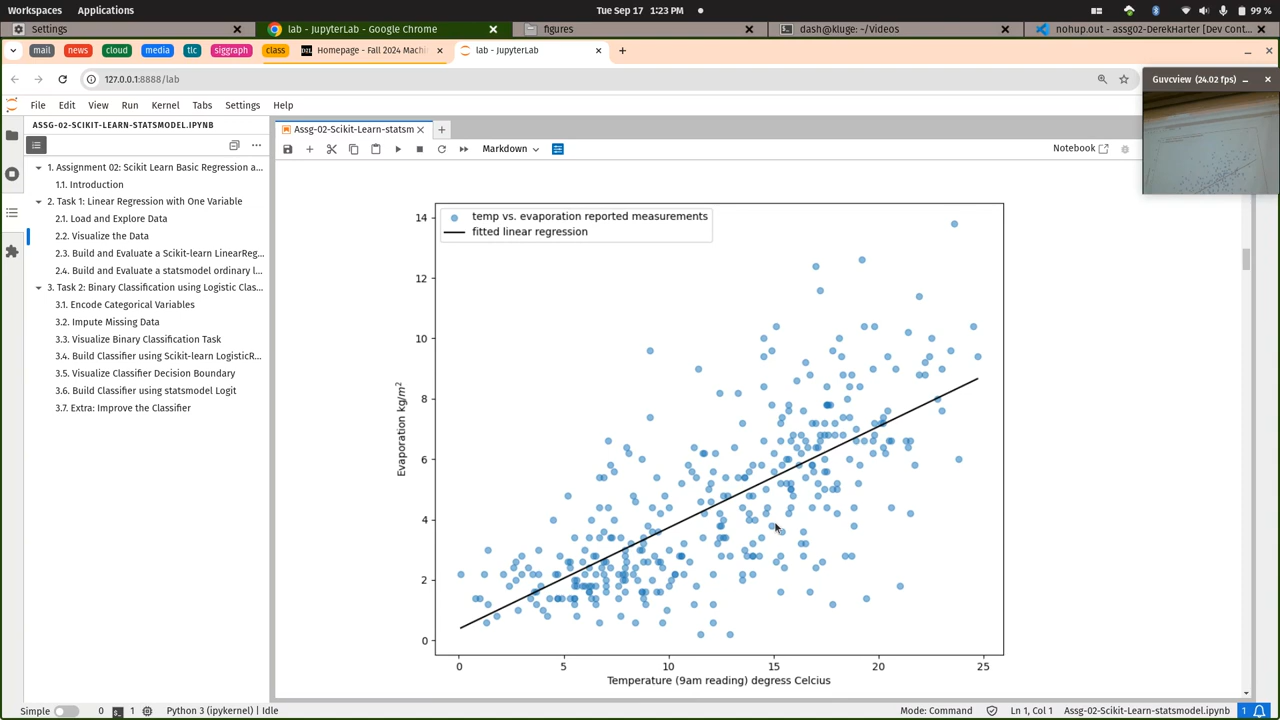 Workspaces Applications Tue Sep 17 1:23 PM 99 %
Settings lab - JupyterLab - Google Chrome figures dash@kluge: ~/Videos nohup.out - assg02-DerekHarter [Dev Cont...
mail news cloud media tlc siggraph class Homepage - Fall 2024 Machi lab - JupyterLab
127.0.0.1:8888/lab
Guvcview (24.02 fps)
File Edit View Run Kernel Tabs Settings Help
ASSG-02-SCIKIT-LEARN-STATSMODEL.IPYNB
Assg-02-Scikit-Learn-statsm
Markdown Notebook
1. Assignment 02: Scikit Learn Basic Regression a...
1.1. Introduction
2. Task 1: Linear Regression with One Variable
2.1. Load and Explore Data
2.2. Visualize the Data
2.3. Build and Evaluate a Scikit-learn LinearReg...
2.4. Build and Evaluate a statsmodel ordinary l...
3. Task 2: Binary Classification using Logistic Clas...
3.1. Encode Categorical Variables
3.2. Impute Missing Data
3.3. Visualize Binary Classification Task
3.4. Build Classifier using Scikit-learn LogisticR...
3.5. Visualize Classifier Decision Boundary
3.6. Build Classifier using statsmodel Logit
3.7. Extra: Improve the Classifier
temp vs. evaporation reported measurements
fitted linear regression
14
12
10
8
6
4
2
0
Evaporation kg/m²
0 5 10 15 20 25
Temperature (9am reading) degress Celcius
Simple 0 1 Python 3 (ipykernel) | Idle Mode: Command Ln 1, Col 1 Assg-02-Scikit-Learn-statsmodel.ipynb 1